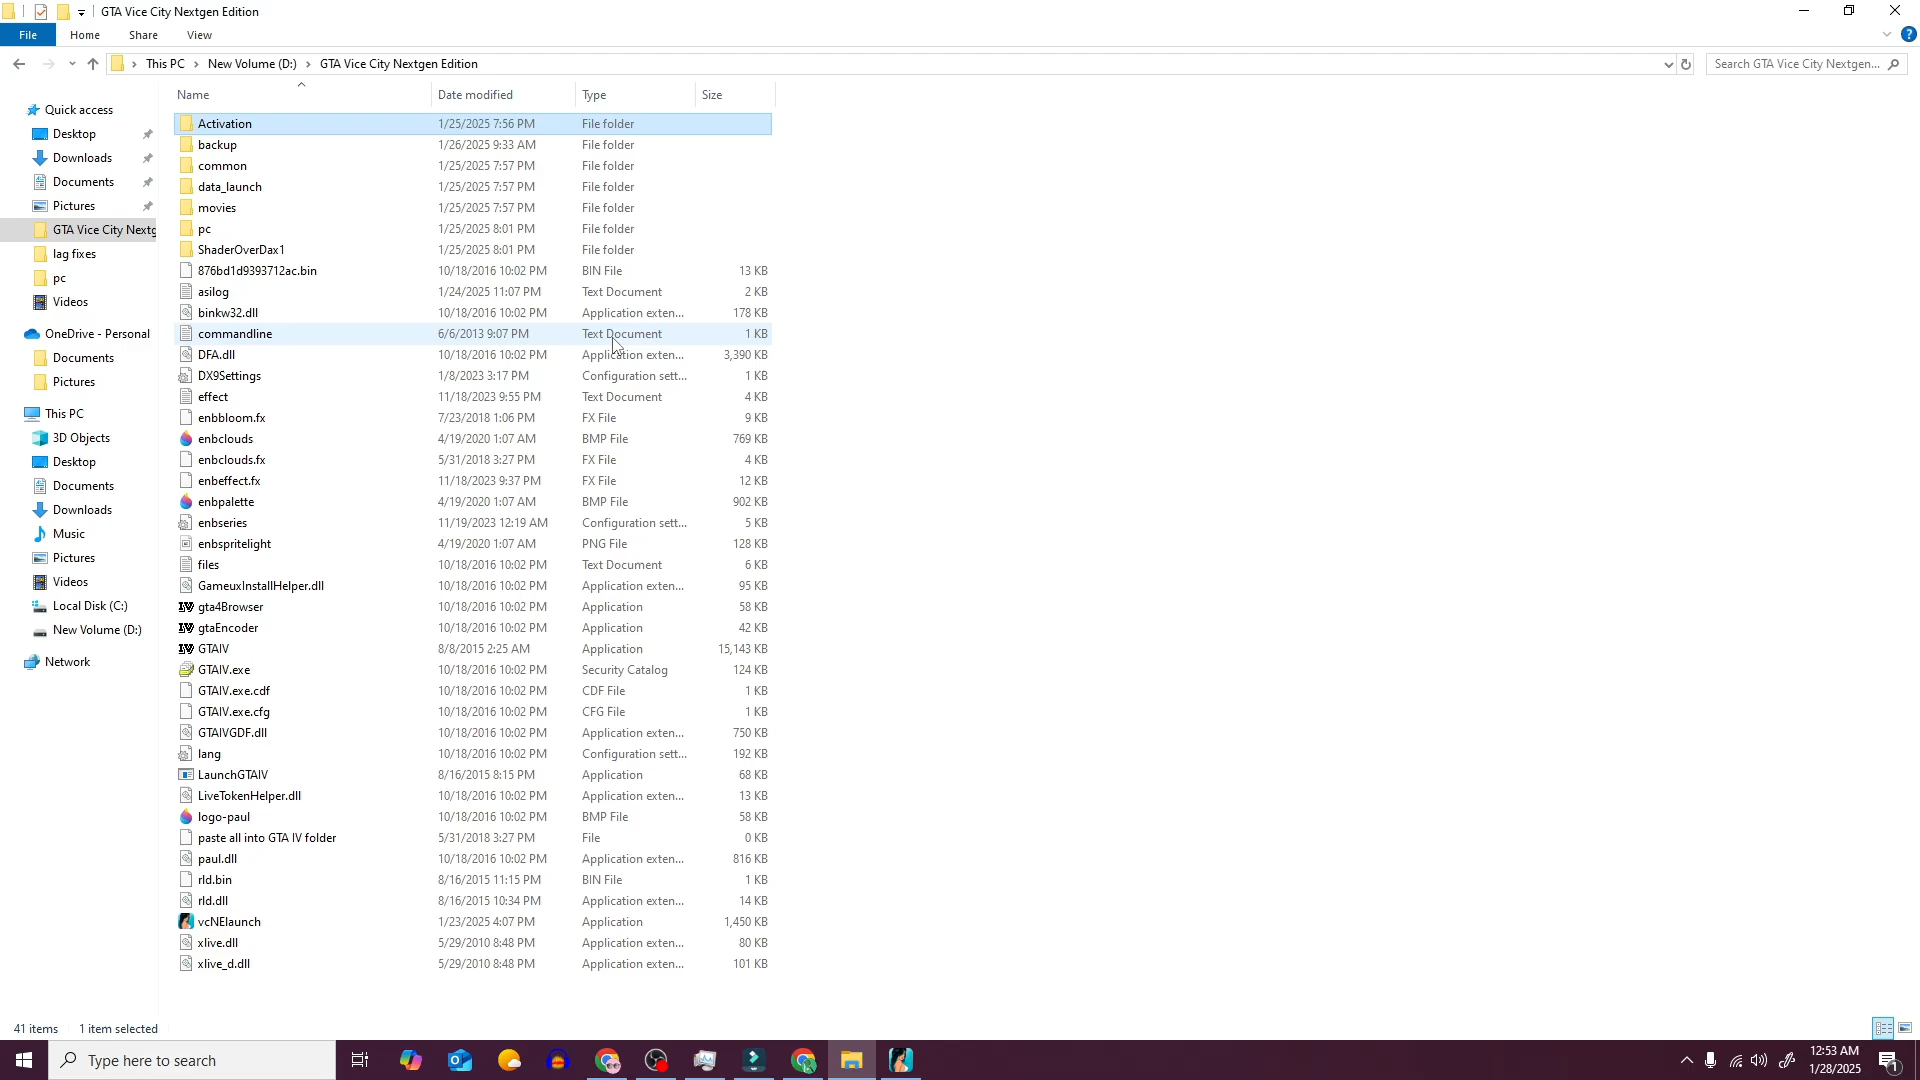 GTA Vice City Nextgen Edition
File Home Share View
This PC New Volume (D:) GTA Vice City Nextgen Edition Search GTA Vice City Nextgen...
Name Date modified Type Size
Quick access
Desktop
Downloads
Documents
Pictures
GTA Vice City Nextg
lag fixes
pc
Videos
OneDrive - Personal
Documents
Pictures
This PC
3D Objects
Desktop
Documents
Downloads
Music
Pictures
Videos
Local Disk (C:)
New Volume (D:)
Network
Activation 1/25/2025 7:56 PM File folder
backup 1/26/2025 9:33 AM File folder
common 1/25/2025 7:57 PM File folder
data_launch 1/25/2025 7:57 PM File folder
movies 1/25/2025 7:57 PM File folder
pc 1/25/2025 8:01 PM File folder
ShaderOverDax1 1/25/2025 8:01 PM File folder
876bd1d9393712ac.bin 10/18/2016 10:02 PM BIN File 13 KB
asilog 1/24/2025 11:07 PM Text Document 2 KB
binkw32.dll 10/18/2016 10:02 PM Application exten... 178 KB
commandline 6/6/2013 9:07 PM Text Document 1 KB
DFA.dll 10/18/2016 10:02 PM Application exten... 3,390 KB
DX9Settings 1/8/2023 3:17 PM Configuration sett... 1 KB
effect 11/18/2023 9:55 PM Text Document 4 KB
enbbloom.fx 7/23/2018 1:06 PM FX File 9 KB
enbclouds 4/19/2020 1:07 AM BMP File 769 KB
enbclouds.fx 5/31/2018 3:27 PM FX File 4 KB
enbeffect.fx 11/18/2023 9:37 PM FX File 12 KB
enbpalette 4/19/2020 1:07 AM BMP File 902 KB
enbseries 11/19/2023 12:19 AM Configuration sett... 5 KB
enbspritelight 4/19/2020 1:07 AM PNG File 128 KB
files 10/18/2016 10:02 PM Text Document 6 KB
GameuxInstallHelper.dll 10/18/2016 10:02 PM Application exten... 95 KB
gta4Browser 10/18/2016 10:02 PM Application 58 KB
gtaEncoder 10/18/2016 10:02 PM Application 42 KB
GTAIV 8/8/2015 2:25 AM Application 15,143 KB
GTAIV.exe 10/18/2016 10:02 PM Security Catalog 124 KB
GTAIV.exe.cdf 10/18/2016 10:02 PM CDF File 1 KB
GTAIV.exe.cfg 10/18/2016 10:02 PM CFG File 1 KB
GTAIVGDF.dll 10/18/2016 10:02 PM Application exten... 750 KB
lang 10/18/2016 10:02 PM Configuration sett... 192 KB
LaunchGTAIV 8/16/2015 8:15 PM Application 68 KB
LiveTokenHelper.dll 10/18/2016 10:02 PM Application exten... 13 KB
logo-paul 10/18/2016 10:02 PM BMP File 58 KB
paste all into GTA IV folder 5/31/2018 3:27 PM File 0 KB
paul.dll 10/18/2016 10:02 PM Application exten... 816 KB
rld.bin 8/16/2015 11:15 PM BIN File 1 KB
rld.dll 8/16/2015 10:34 PM Application exten... 14 KB
vcNElaunch 1/23/2025 4:07 PM Application 1,450 KB
xlive.dll 5/29/2010 8:48 PM Application exten... 80 KB
xlive_d.dll 5/29/2010 8:48 PM Application exten... 101 KB
41 items 1 item selected
Type here to search
12:53 AM
1/28/2025
1